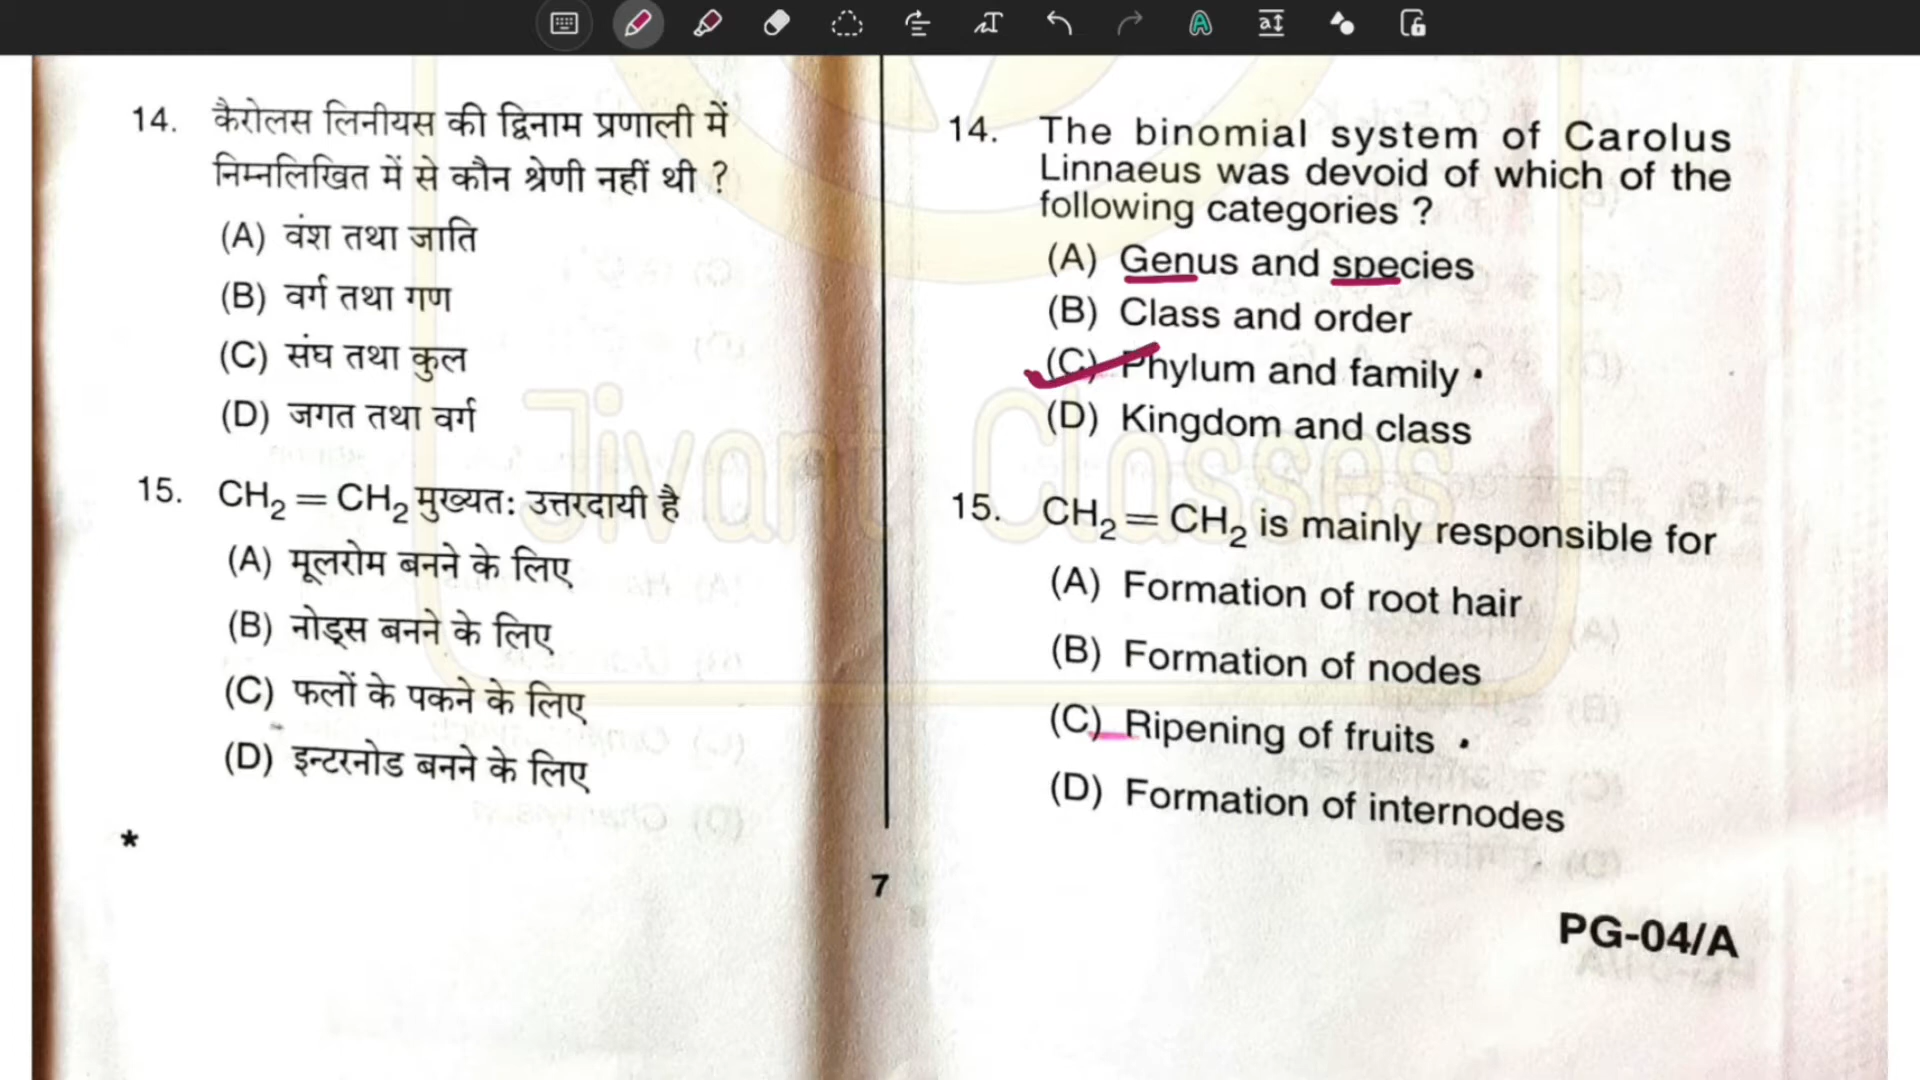 14. कैरोलस लिनीयस की द्विनाम प्रणाली में
निम्नलिखित में से कौन श्रेणी नहीं थी ?
(A) वंश तथा जाति
(B) वर्ग तथा गण
(C) संघ तथा कुल
(D) जगत तथा वर्ग
15. CH₂ = CH₂ मुख्यत: उत्तरदायी है
(A) मूलरोम बनने के लिए
(B) नोड्स बनने के लिए
(C) फलों के पकने के लिए
(D) इन्टरनोड बनने के लिए
*
14. The binomial system of Carolus
Linnaeus was devoid of which of the
following categories ?
(A) Genus and species
(B) Class and order
(C) Phylum and family
(D) Kingdom and class
15. CH₂ = CH₂ is mainly responsible for
(A) Formation of root hair
(B) Formation of nodes
(C) Ripening of fruits
(D) Formation of internodes
7
PG-04/A
Jivant Classes